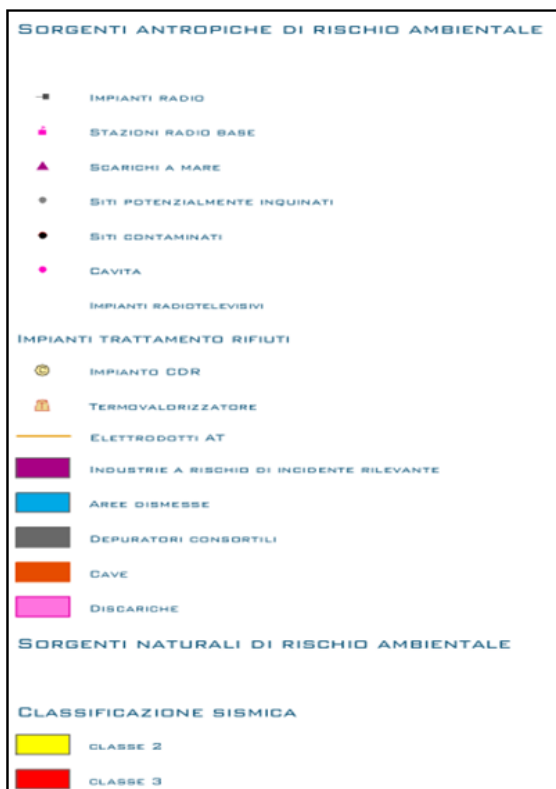 SORGENTI ANTROPICHE DI RISCHIO AMBIENTALE
IMPIANTI RADIO
STAZIONI RADIO BASE
SCARICHI A MARE
SITI POTENZIALMENTE INQUINATI
SITI CONTAMINATI
CAVITA
IMPIANTI RADIOTELEVISIVI
IMPIANTI TRATTAMENTO RIFIUTI
IMPIANTO CDR
TERMOVALORIZZATORE
ELETTRODOTTI AT
INDUSTRIE A RISCHIO DI INCIDENTE RILEVANTE
AREE DISMESSE
DEPURATORI CONSORTILI
CAVE
DISCARICHE
SORGENTI NATURALI DI RISCHIO AMBIENTALE
CLASSIFICAZIONE SISMICA
CLASSE 2
CLASSE 3